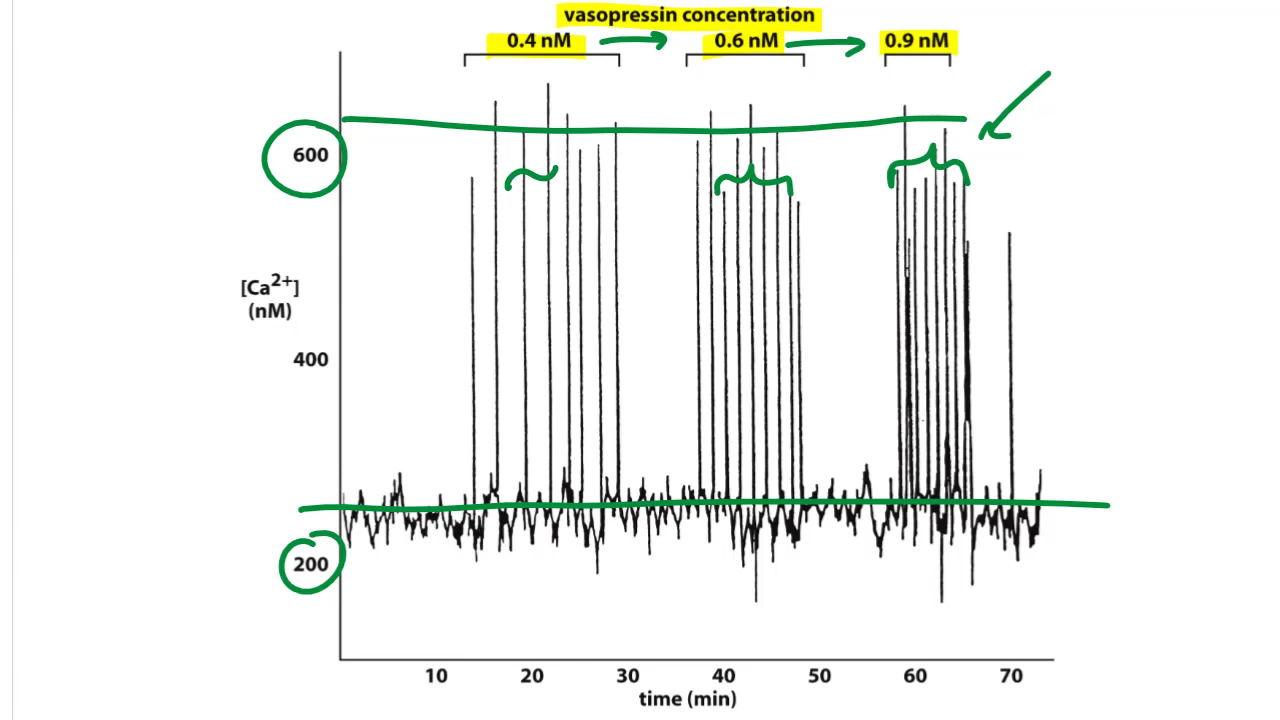 vasopressin concentration
0.4 nM 0.6 nM 0.9 nM
600
[Ca2+]
(nM)
400
200
10 20 30 40 50 60 70
time (min)